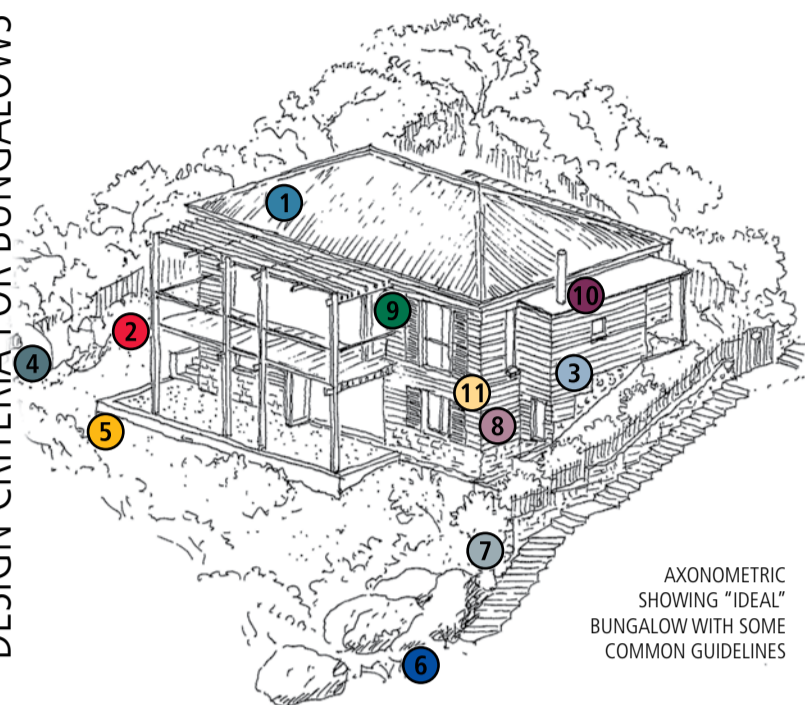 DESIGN CRITERIA FOR BUNGALOWS
1
10
9
2
4
3
11
8
5
7
6
AXONOMETRIC
SHOWING "IDEAL"
BUNGALOW WITH SOME
COMMON GUIDELINES